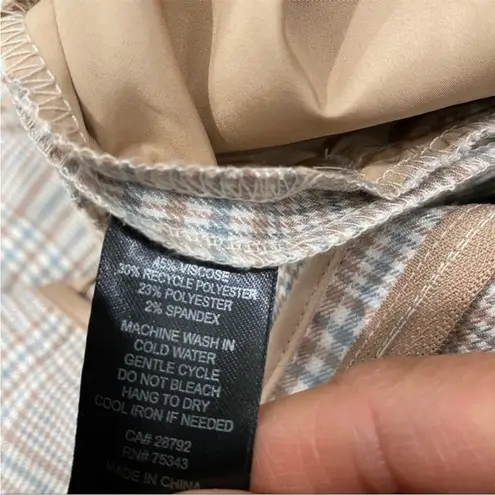 45% VISCOSE
30% RECYCLE POLYESTER
23% POLYESTER
2% SPANDEX
MACHINE WASH IN
COLD WATER
GENTLE CYCLE
DO NOT BLEACH
HANG TO DRY
COOL IRON IF NEEDED
CA# 28792
RN# 75343
MADE IN CHINA